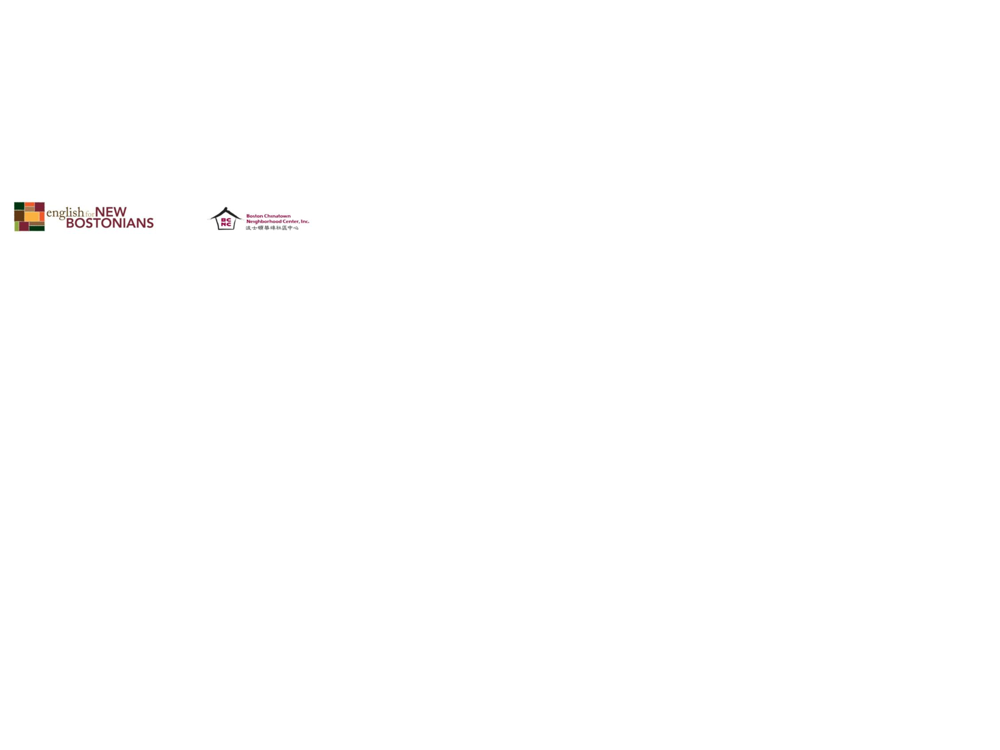 english for NEW
BOSTONIANS
BC
NC
Boston Chinatown
Neighborhood Center, Inc.
波士頓華埠社區中心